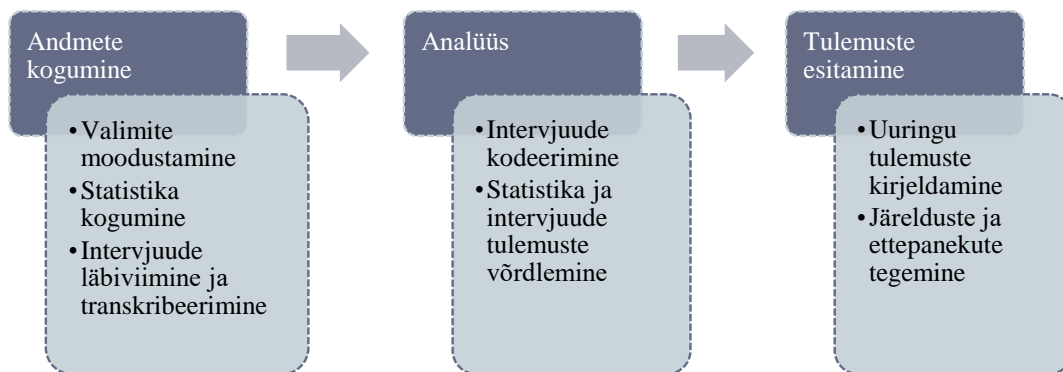 Andmete
kogumine
• Valimite
moodustamine
• Statistika
kogumine
• Intervjuude
läbiviimine ja
transkribeerimine
Analüüs
• Intervjuude
kodeerimine
• Statistika ja
intervjuude
tulemuste
võrdlemine
Tulemuste
esitamine
• Uuringu
tulemuste
kirjeldamine
• Järelduste ja
ettepanekute
tegemine